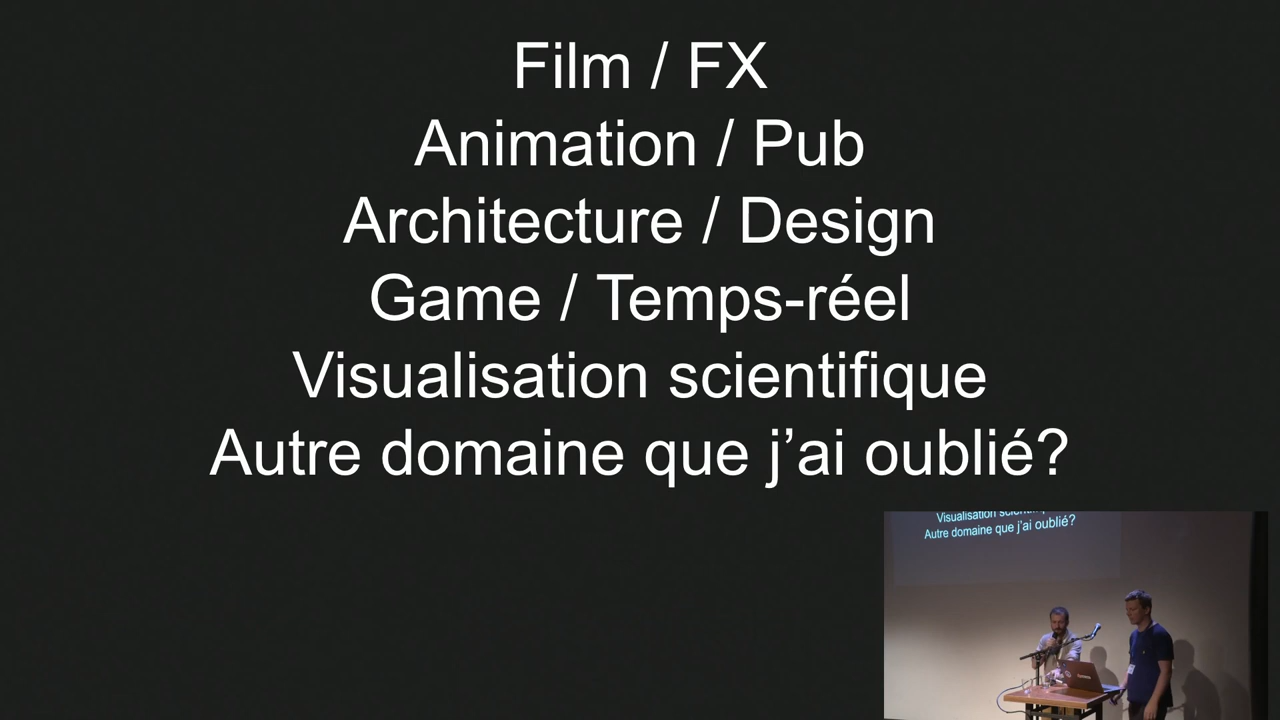 Film / FX
Animation / Pub
Architecture / Design
Game / Temps-réel
Visualisation scientifique
Autre domaine que j’ai oublié?
Visualisation
Autre domaine que j’ai oublié?